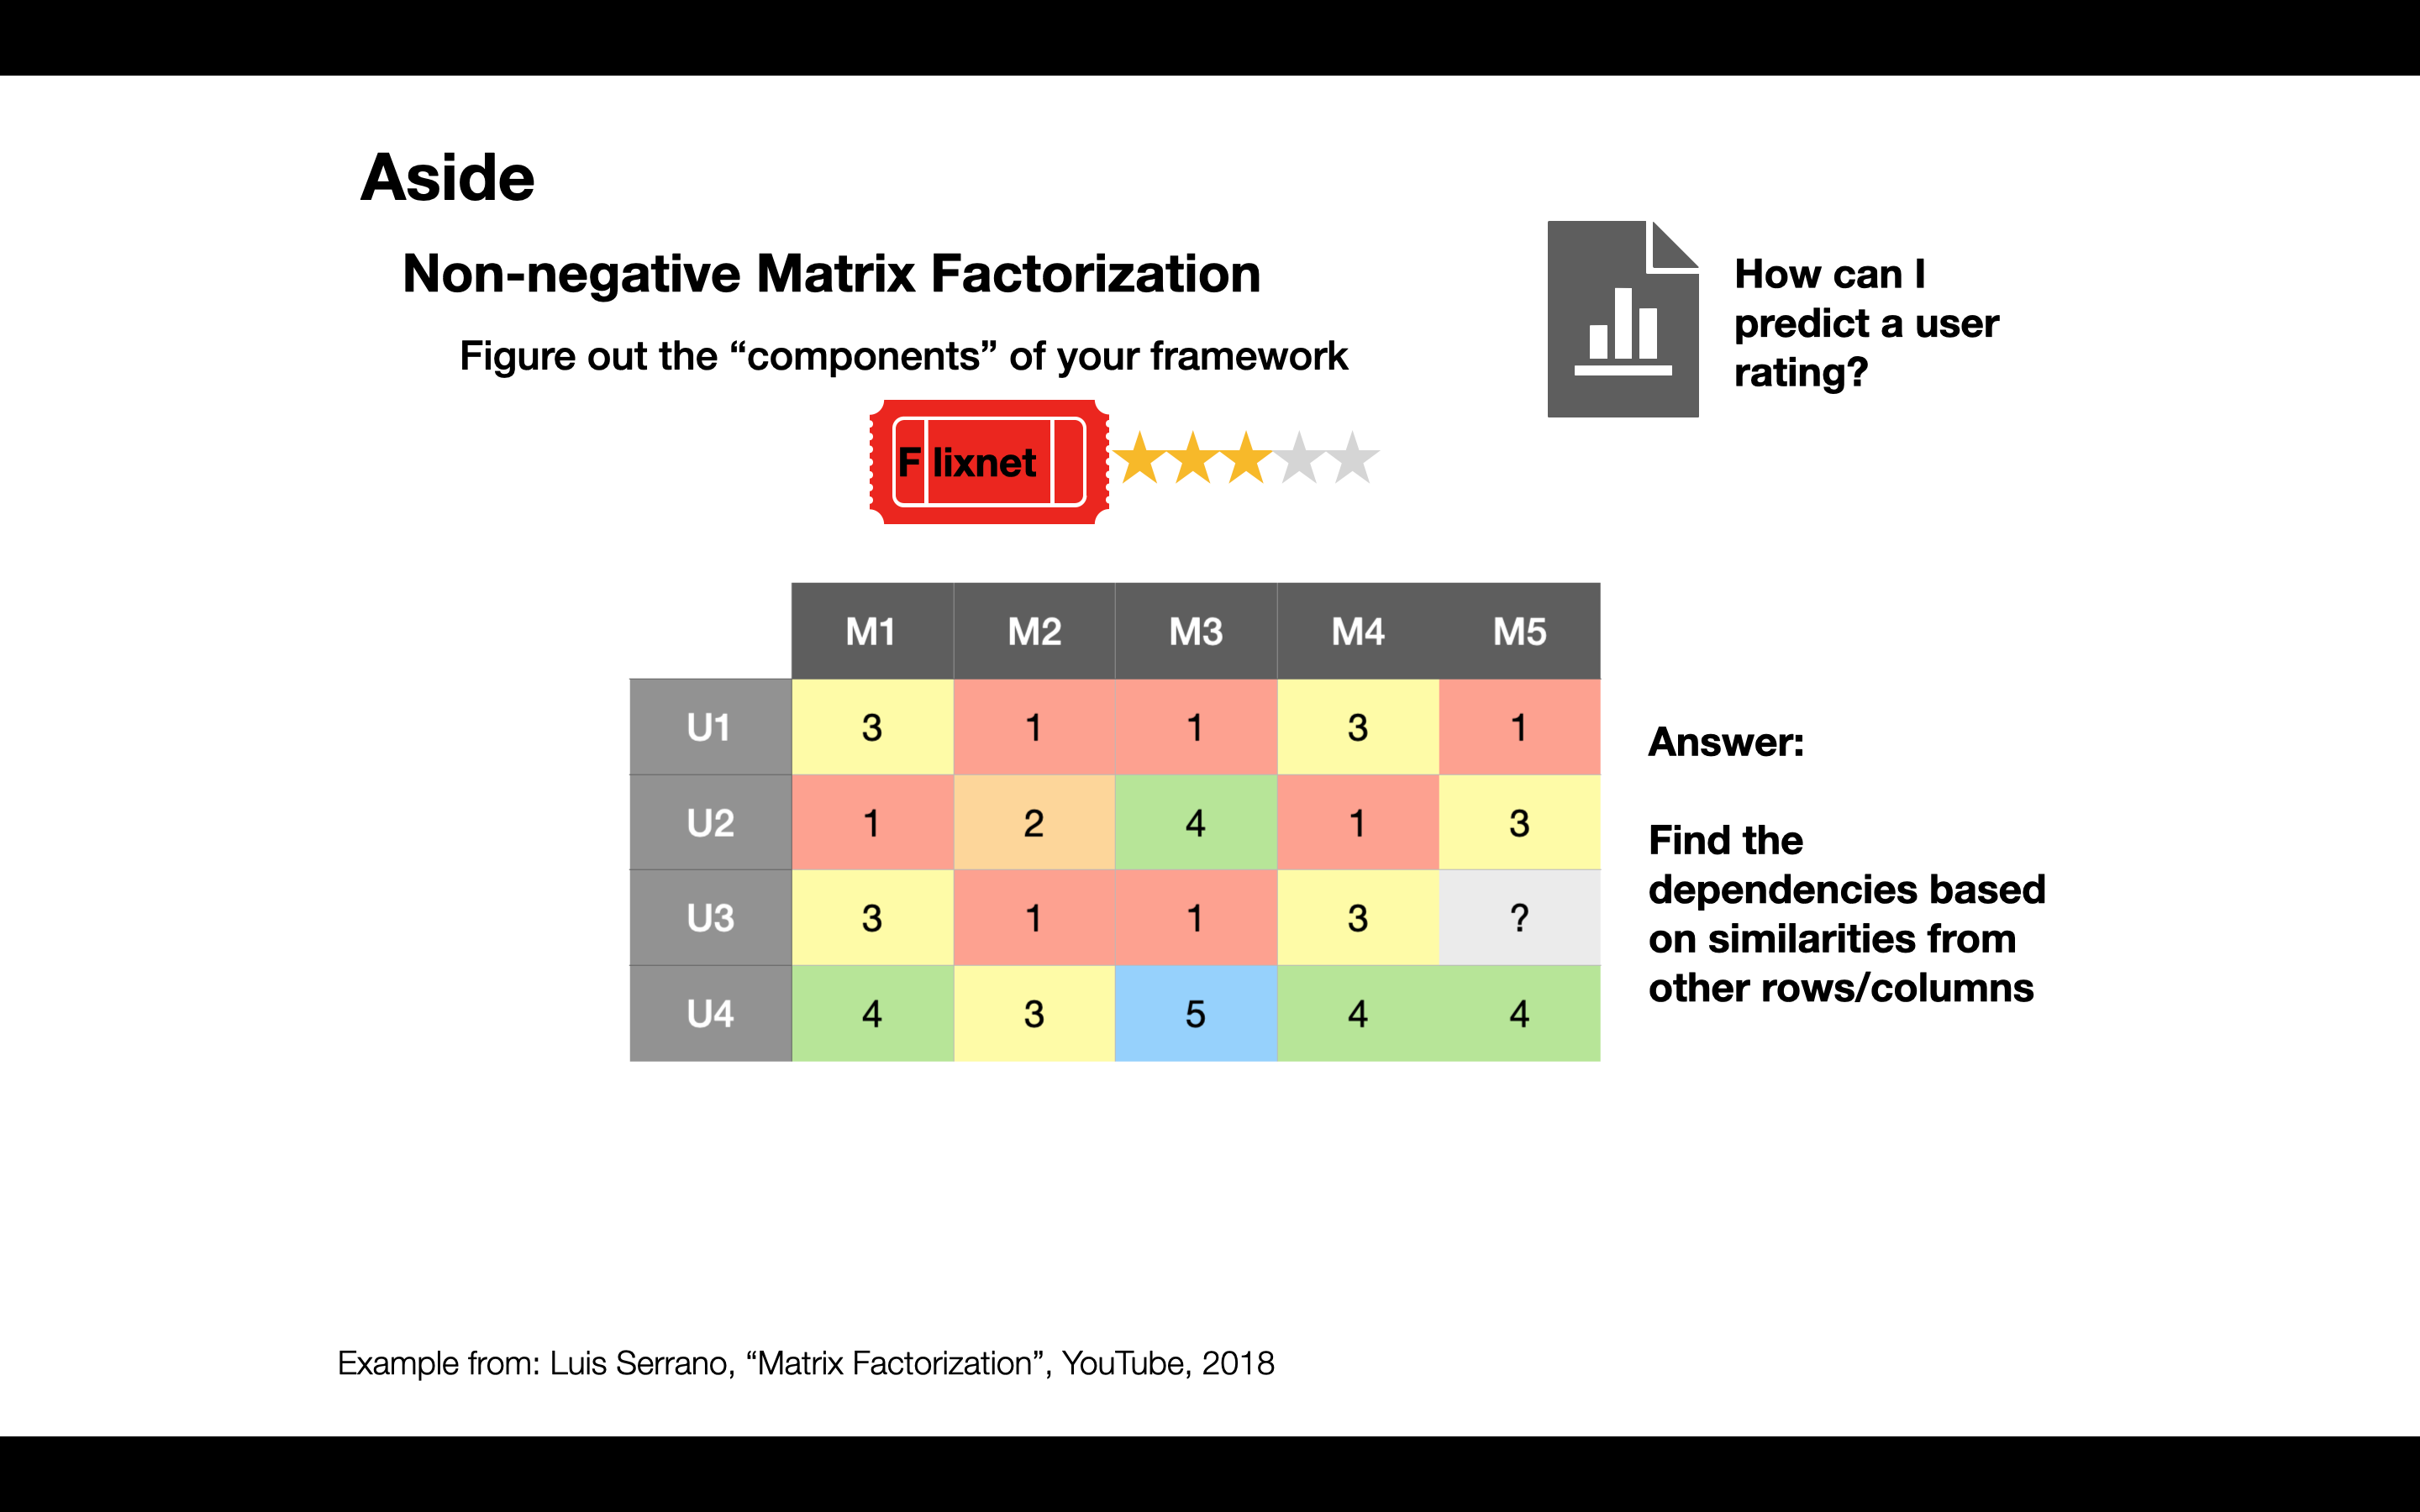 Aside
Non-negative Matrix Factorization
Figure out the “components” of your framework
How can I
predict a user
rating?
F lixnet
M1 M2 M3 M4 M5
U1 3 1 1 3 1
U2 1 2 4 1 3
U3 3 1 1 3 ?
U4 4 3 5 4 4
Answer:
Find the
dependencies based
on similarities from
other rows/columns
Example from: Luis Serrano, “Matrix Factorization”, YouTube, 2018